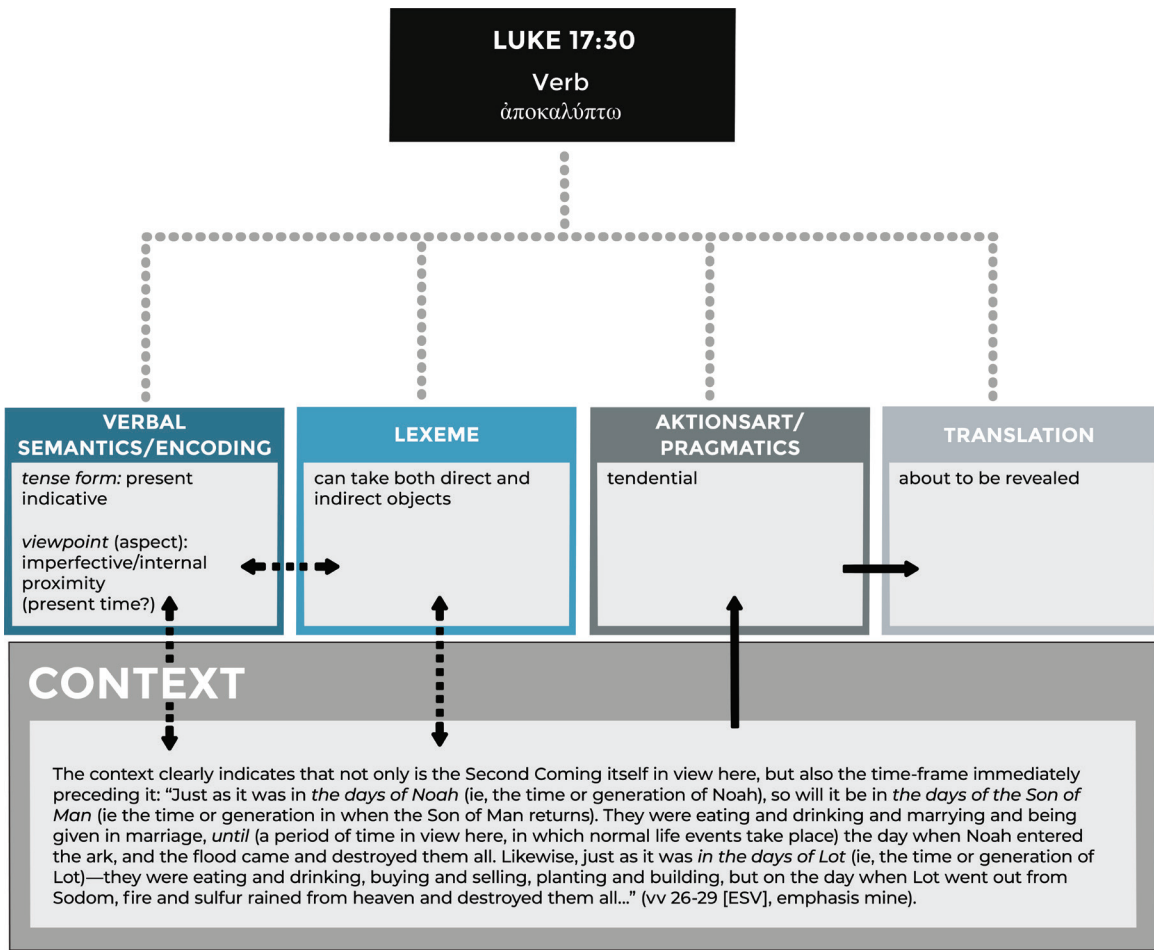 LUKE 17:30
Verb
ἀποκαλύπτω
VERBAL
SEMANTICS/ENCODING
tense form: present
indicative
viewpoint (aspect):
imperfective/internal
proximity
(present time?)
LEXEME
can take both direct and
indirect objects
AKTIONSART/
PRAGMATICS
tendential
TRANSLATION
about to be revealed
CONTEXT
The context clearly indicates that not only is the Second Coming itself in view here, but also the time-frame immediately
preceding it: “Just as it was in the days of Noah (ie, the time or generation of Noah), so will it be in the days of the Son of
Man (ie the time or generation in when the Son of Man returns). They were eating and drinking and marrying and being
given in marriage, until (a period of time in view here, in which normal life events take place) the day when Noah entered
the ark, and the flood came and destroyed them all. Likewise, just as it was in the days of Lot (ie, the time or generation of
Lot)—they were eating and drinking, buying and selling, planting and building, but on the day when Lot went out from
Sodom, fire and sulfur rained from heaven and destroyed them all...” (vv 26-29 [ESV], emphasis mine).